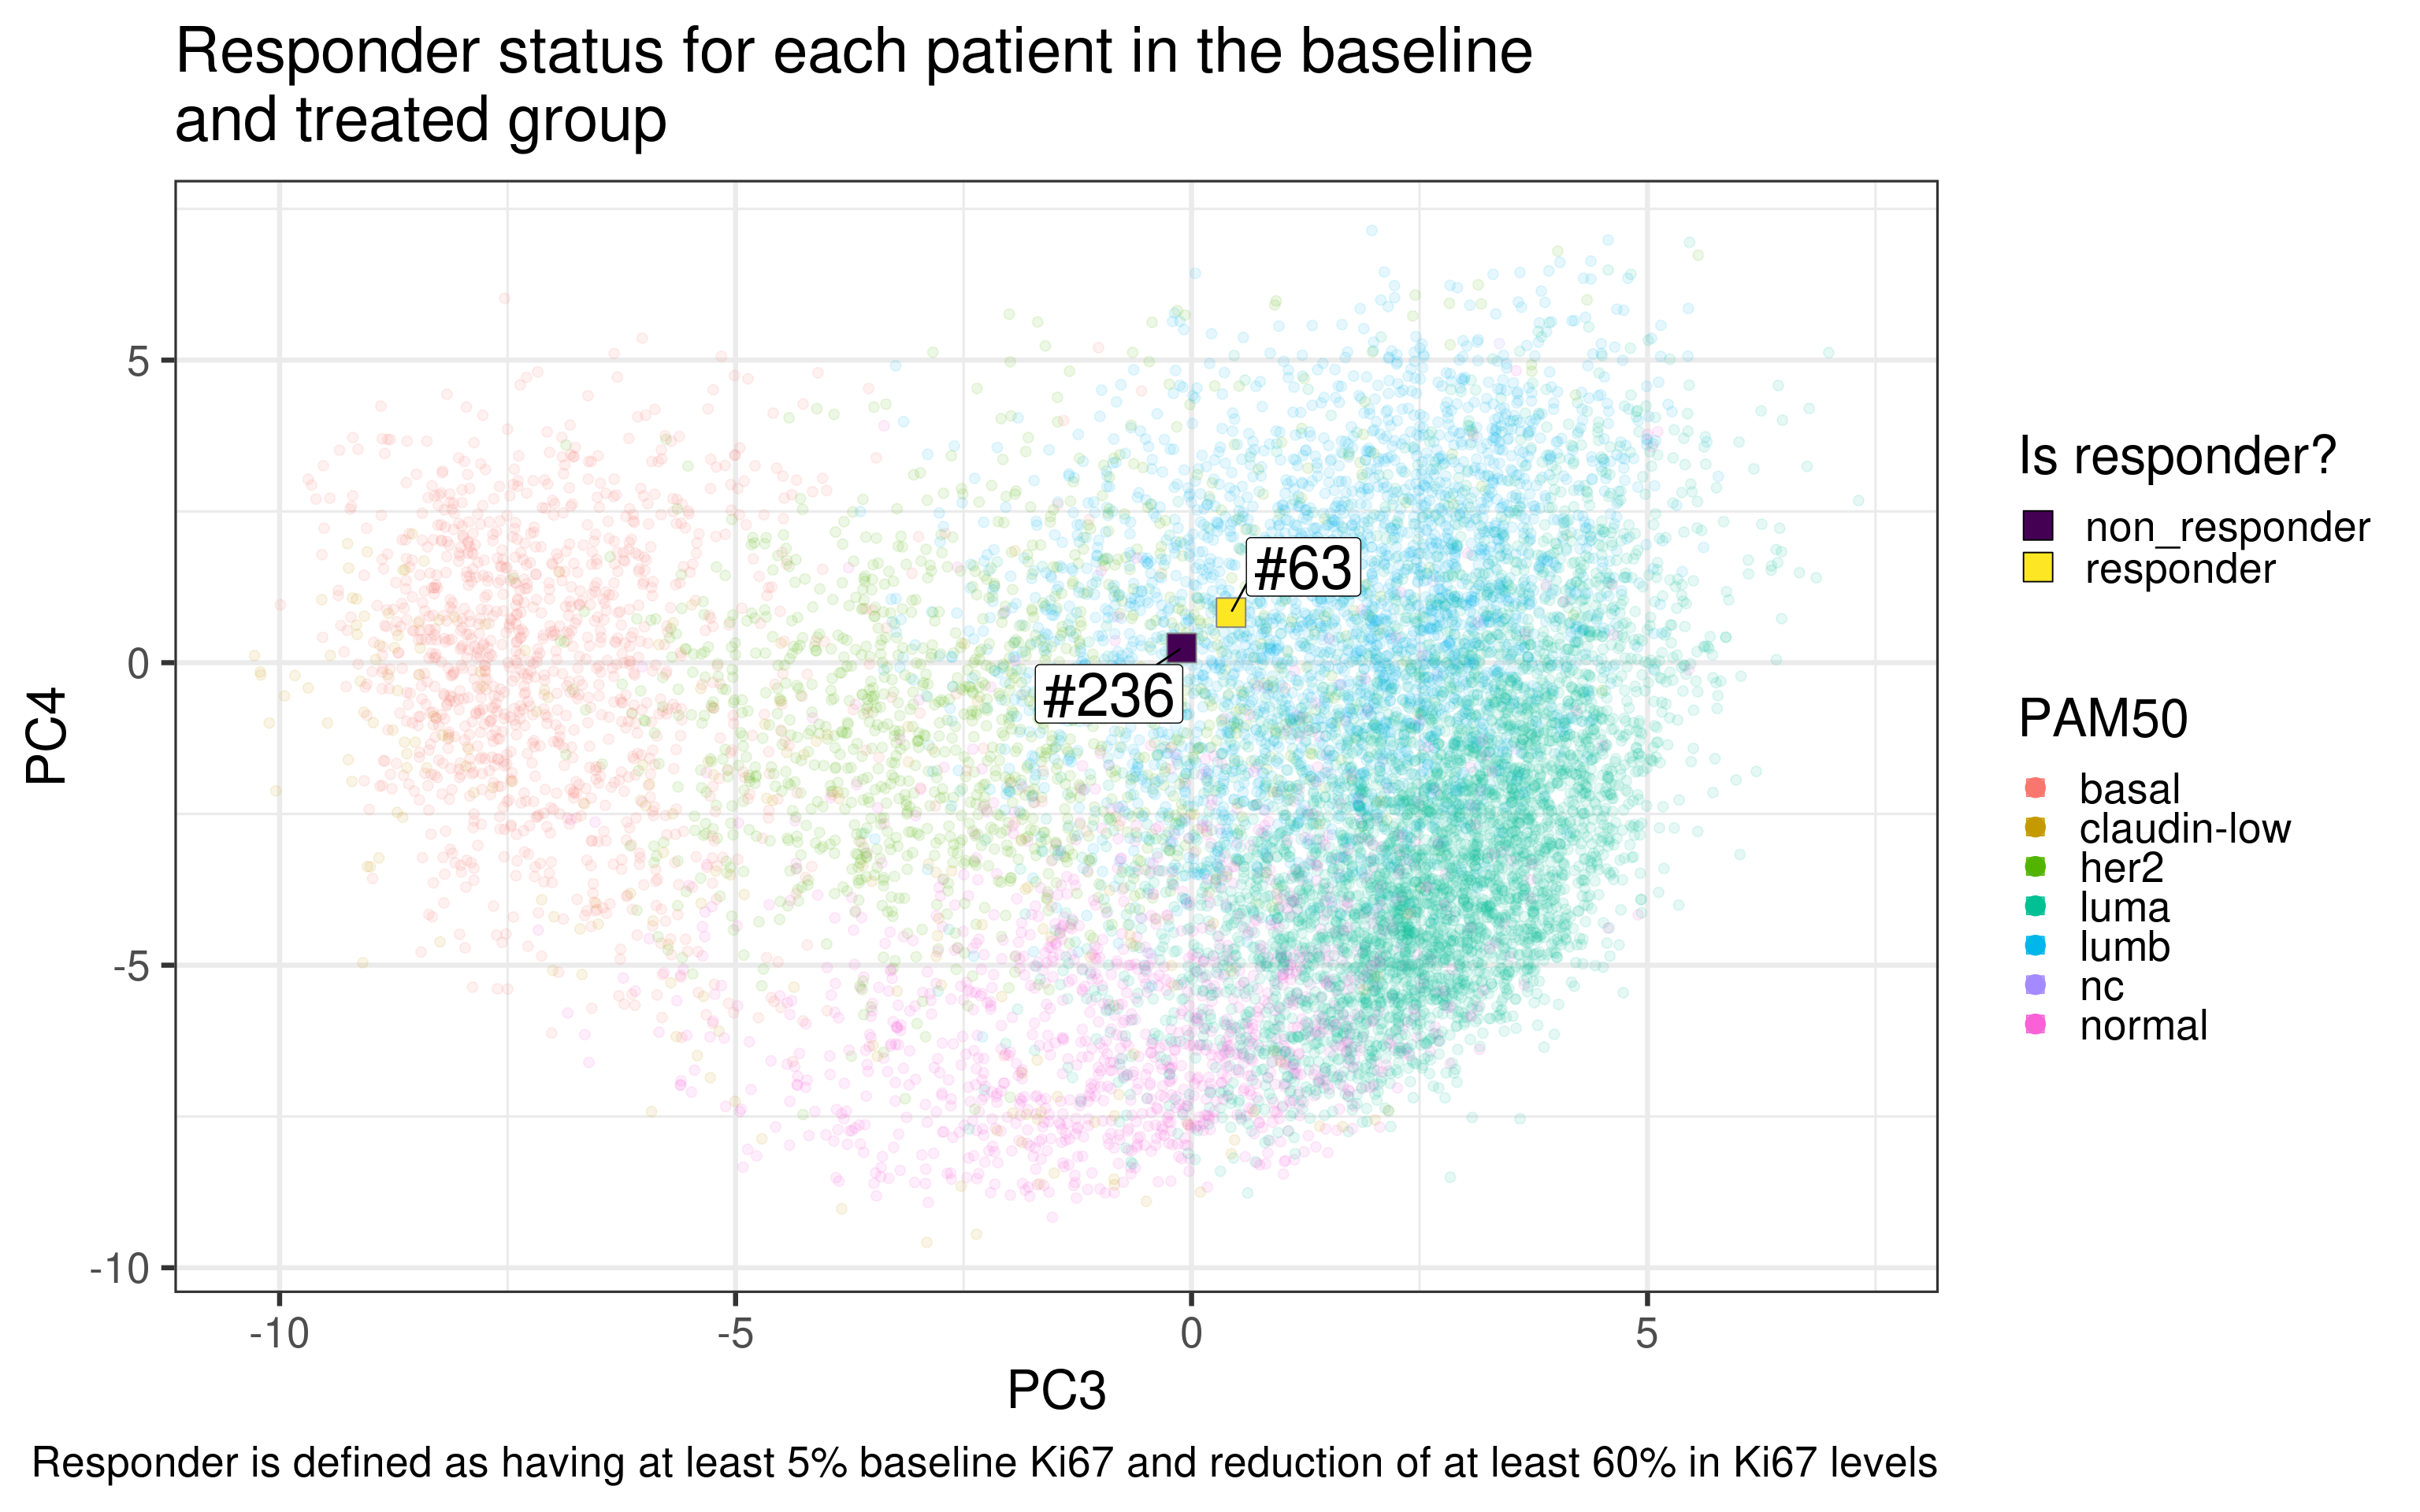 Responder status for each patient in the baseline
and treated group
5
0
-5
-10
PC4
#63
#236
-10
-5
0
5
PC3
Is responder?
non_responder
responder
PAM50
basal
claudin-low
her2
luma
lumb
nc
normal
Responder is defined as having at least 5% baseline Ki67 and reduction of at least 60% in Ki67 levels